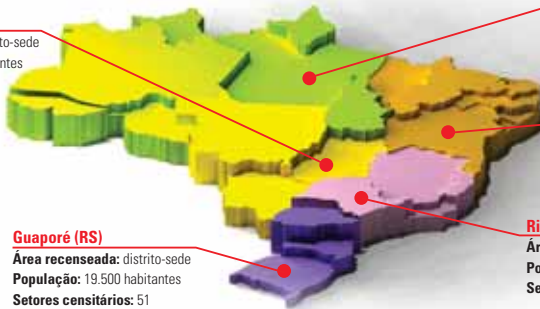 to-sede
ntes
Guaporé (RS)
Área recenseada: distrito-sede
População: 19.500 habitantes
Setores censitários: 51
Ri
Ár
Po
Se